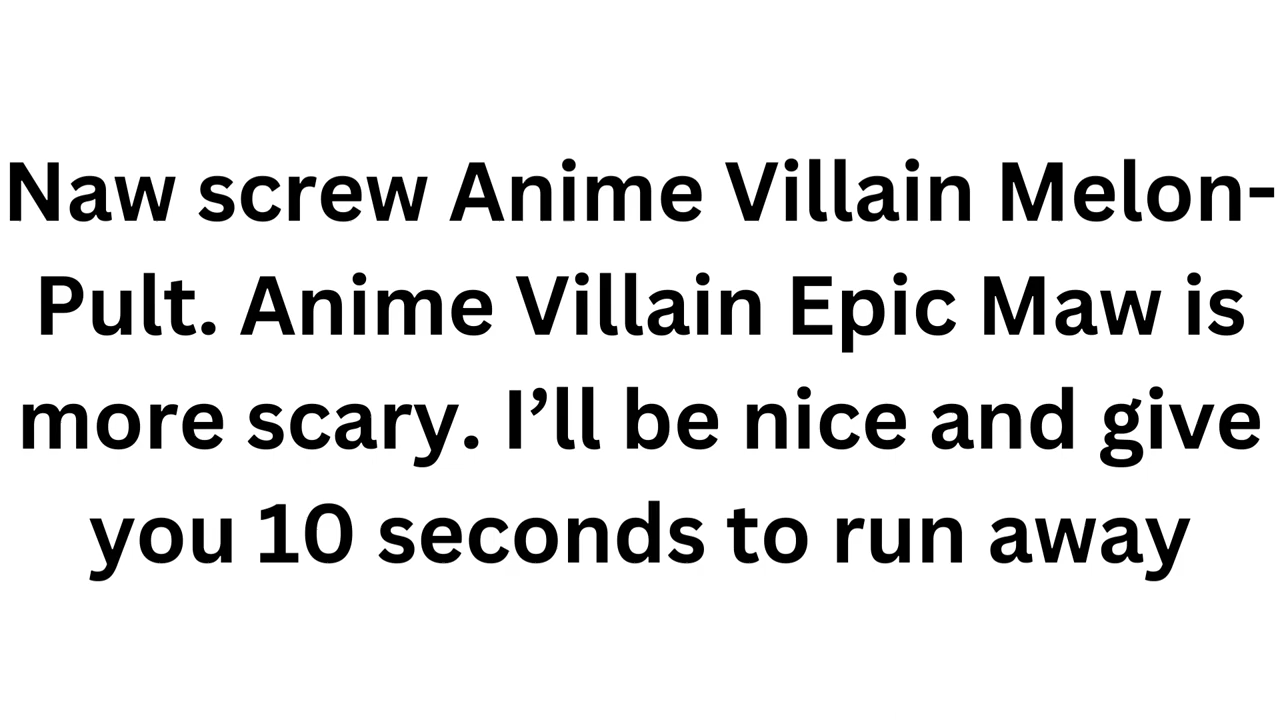 Naw screw Anime Villain Melon-
Pult. Anime Villain Epic Maw is
more scary. I’ll be nice and give
you 10 seconds to run away